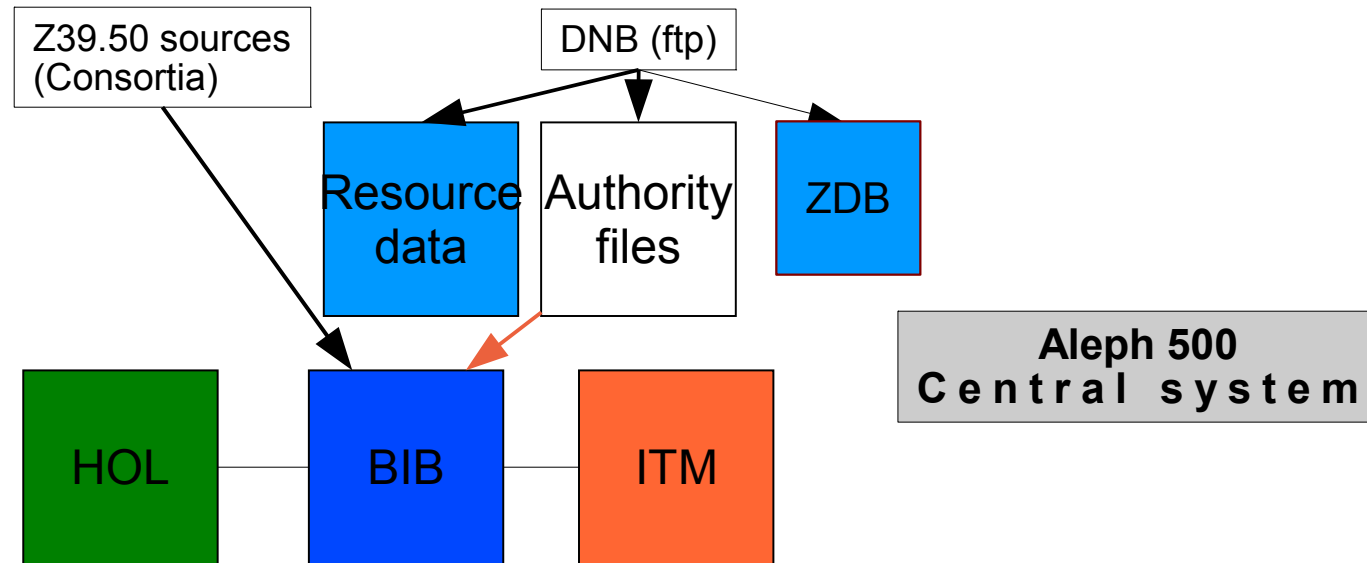 Z39.50 sources
(Consortia)
DNB (ftp)
Resource
data
Authority
files
ZDB
Aleph 500
Central system
HOL
BIB
ITM